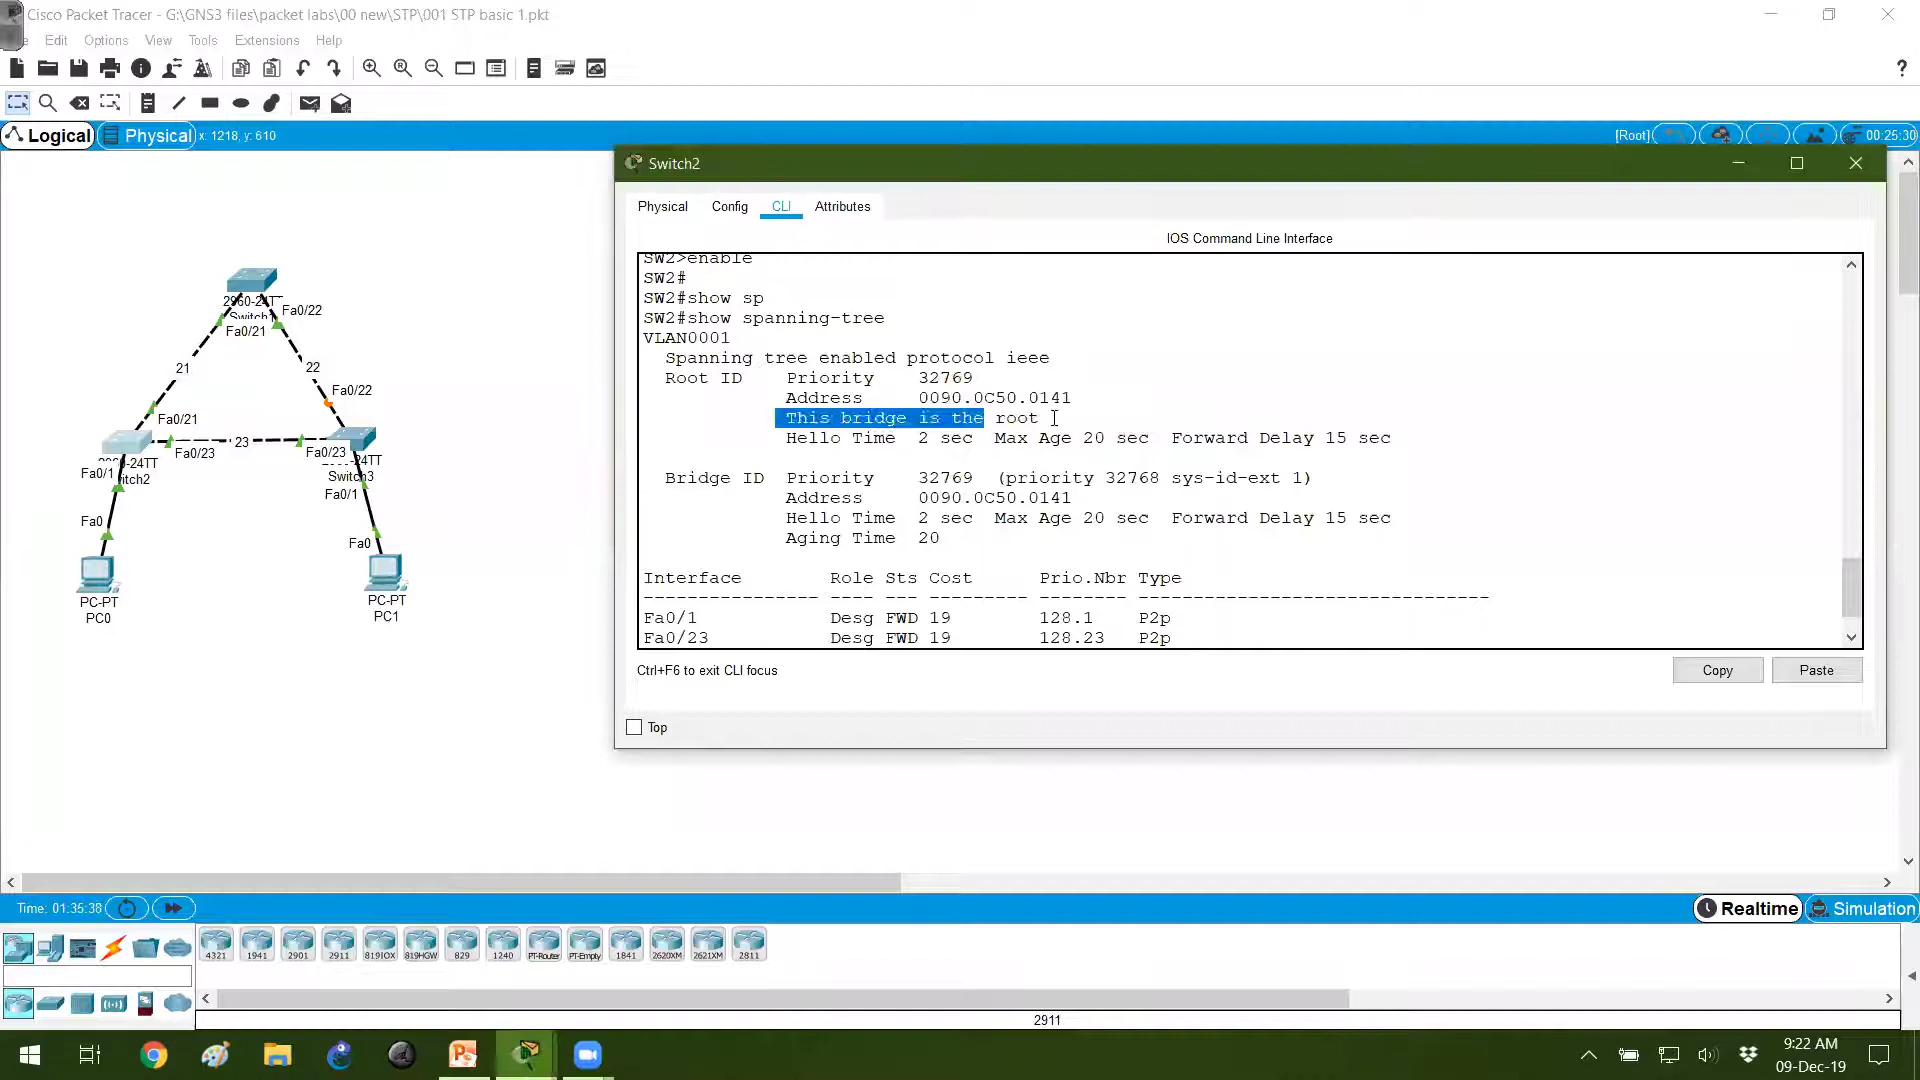 Cisco Packet Tracer - G:\GNS3 files\packet labs\00 new\STP\001 STP basic 1.pkt
Edit Options View Tools Extensions Help
Logical Physical x: 1218, y: 610 [Root] 00:25:30
Switch2
Physical Config CLI Attributes
IOS Command Line Interface
SW2>enable
SW2#
SW2#show sp
SW2#show spanning-tree
VLAN0001
Spanning tree enabled protocol ieee
Root ID Priority 32769
Address 0090.0C50.0141
This bridge is the root
Hello Time 2 sec Max Age 20 sec Forward Delay 15 sec
Bridge ID Priority 32769 (priority 32768 sys-id-ext 1)
Address 0090.0C50.0141
Hello Time 2 sec Max Age 20 sec Forward Delay 15 sec
Aging Time 20
Interface Role Sts Cost Prio.Nbr Type
---------------- ---- --- --------- -------- --------------------------------
Fa0/1 Desg FWD 19 128.1 P2p
Fa0/23 Desg FWD 19 128.23 P2p
Ctrl+F6 to exit CLI focus
Copy Paste
Top
2960-24TT
Switch1
Fa0/22
Fa0/21
21
22
Fa0/22
Fa0/21
23
Fa0/23
Fa0/23
-24TT
itch2
Fa0/1
24TT
Switch3
Fa0/1
Fa0
Fa0
PC-PT
PC0
PC-PT
PC1
Time: 01:35:38
Realtime Simulation
4321 1941 2901 2911 819IOX 819HGW 829 1240 PT-Router PT-Empty 1841 2620XM 2621XM 2811
2911
9:22 AM
09-Dec-19